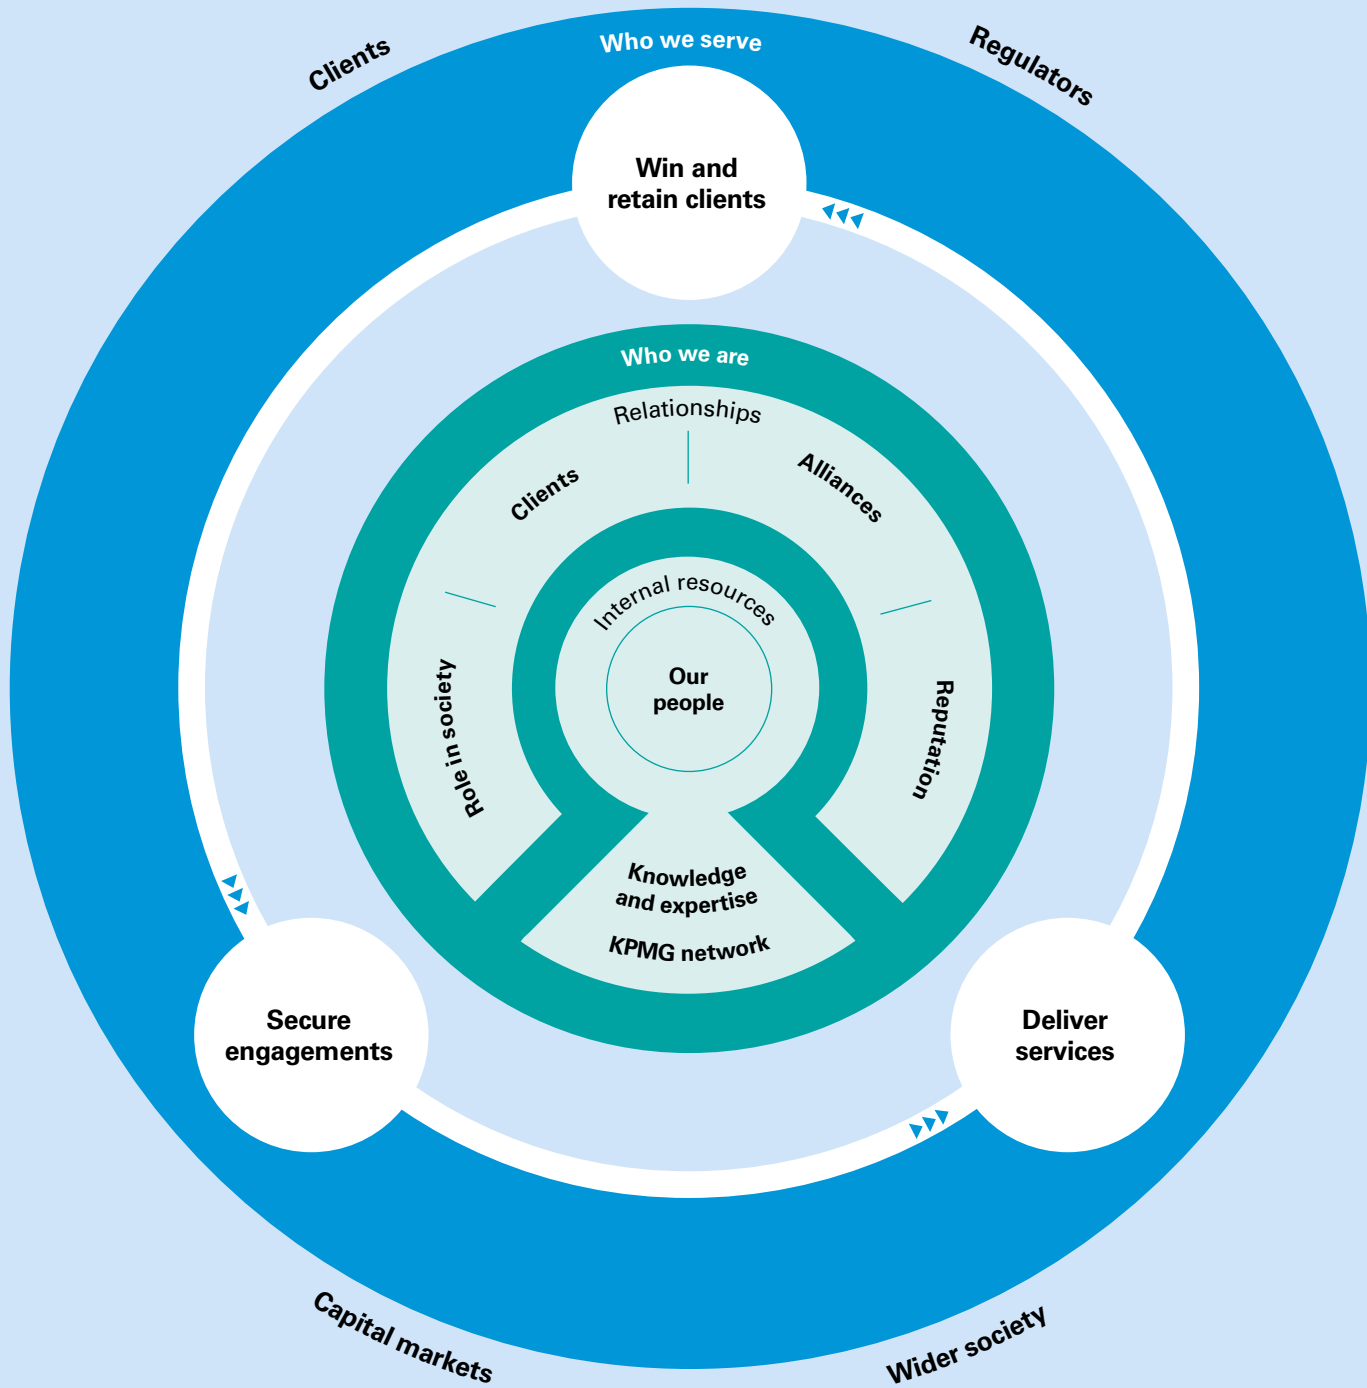 Clients
Who we serve
Regulators
Win and
retain clients
Who we are
Relationships
Clients
Alliances
Internal resources
Our
people
Role in society
Reputation
Knowledge
and expertise
KPMG network
Secure
engagements
Deliver
services
Capital markets
Wider society